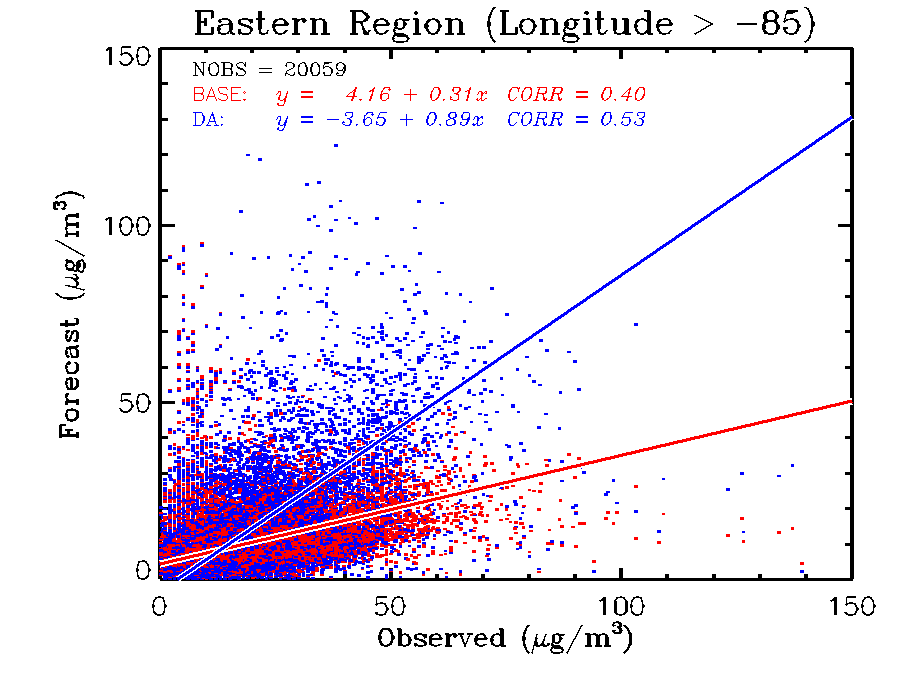 Eastern Region (Longitude > −85)
NOBS = 20059
BASE: y = 4.16 + 0.31x CORR = 0.40
DA: y = −3.65 + 0.89x CORR = 0.53
150
100
50
0
Forecast (μg/m³)
0 50 100 150
Observed (μg/m³)